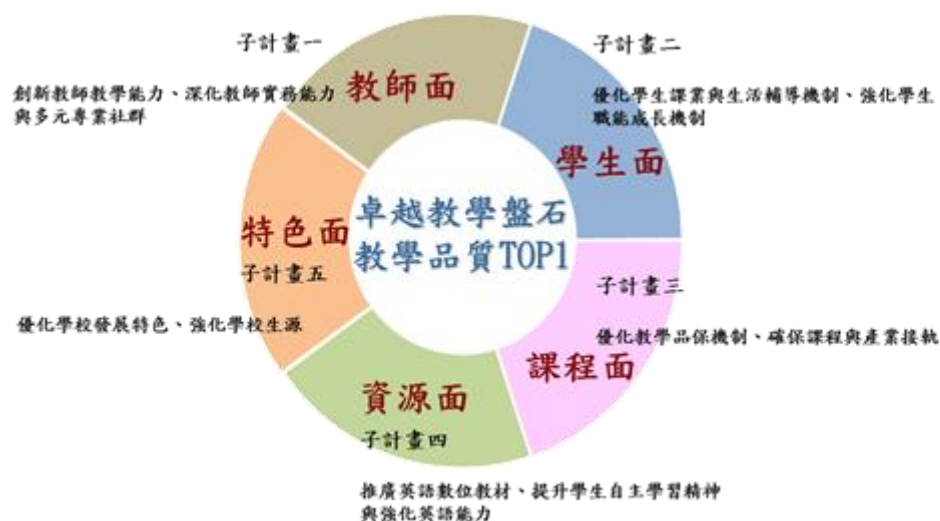 子計畫一
教師面
創新教師教學能力、深化教師實務能力
與多元專業社群
子計畫二
優化學生課業與生活輔導機制、強化學生
職能成長機制
學生面
卓越教學盤石
教學品質TOP1
特色面
子計畫五
優化學校發展特色、強化學校生源
子計畫三
優化教學品保機制、確保課程與產業接軌
課程面
資源面
子計畫四
推廣英語數位教材、提升學生自主學習精神
與強化英語能力